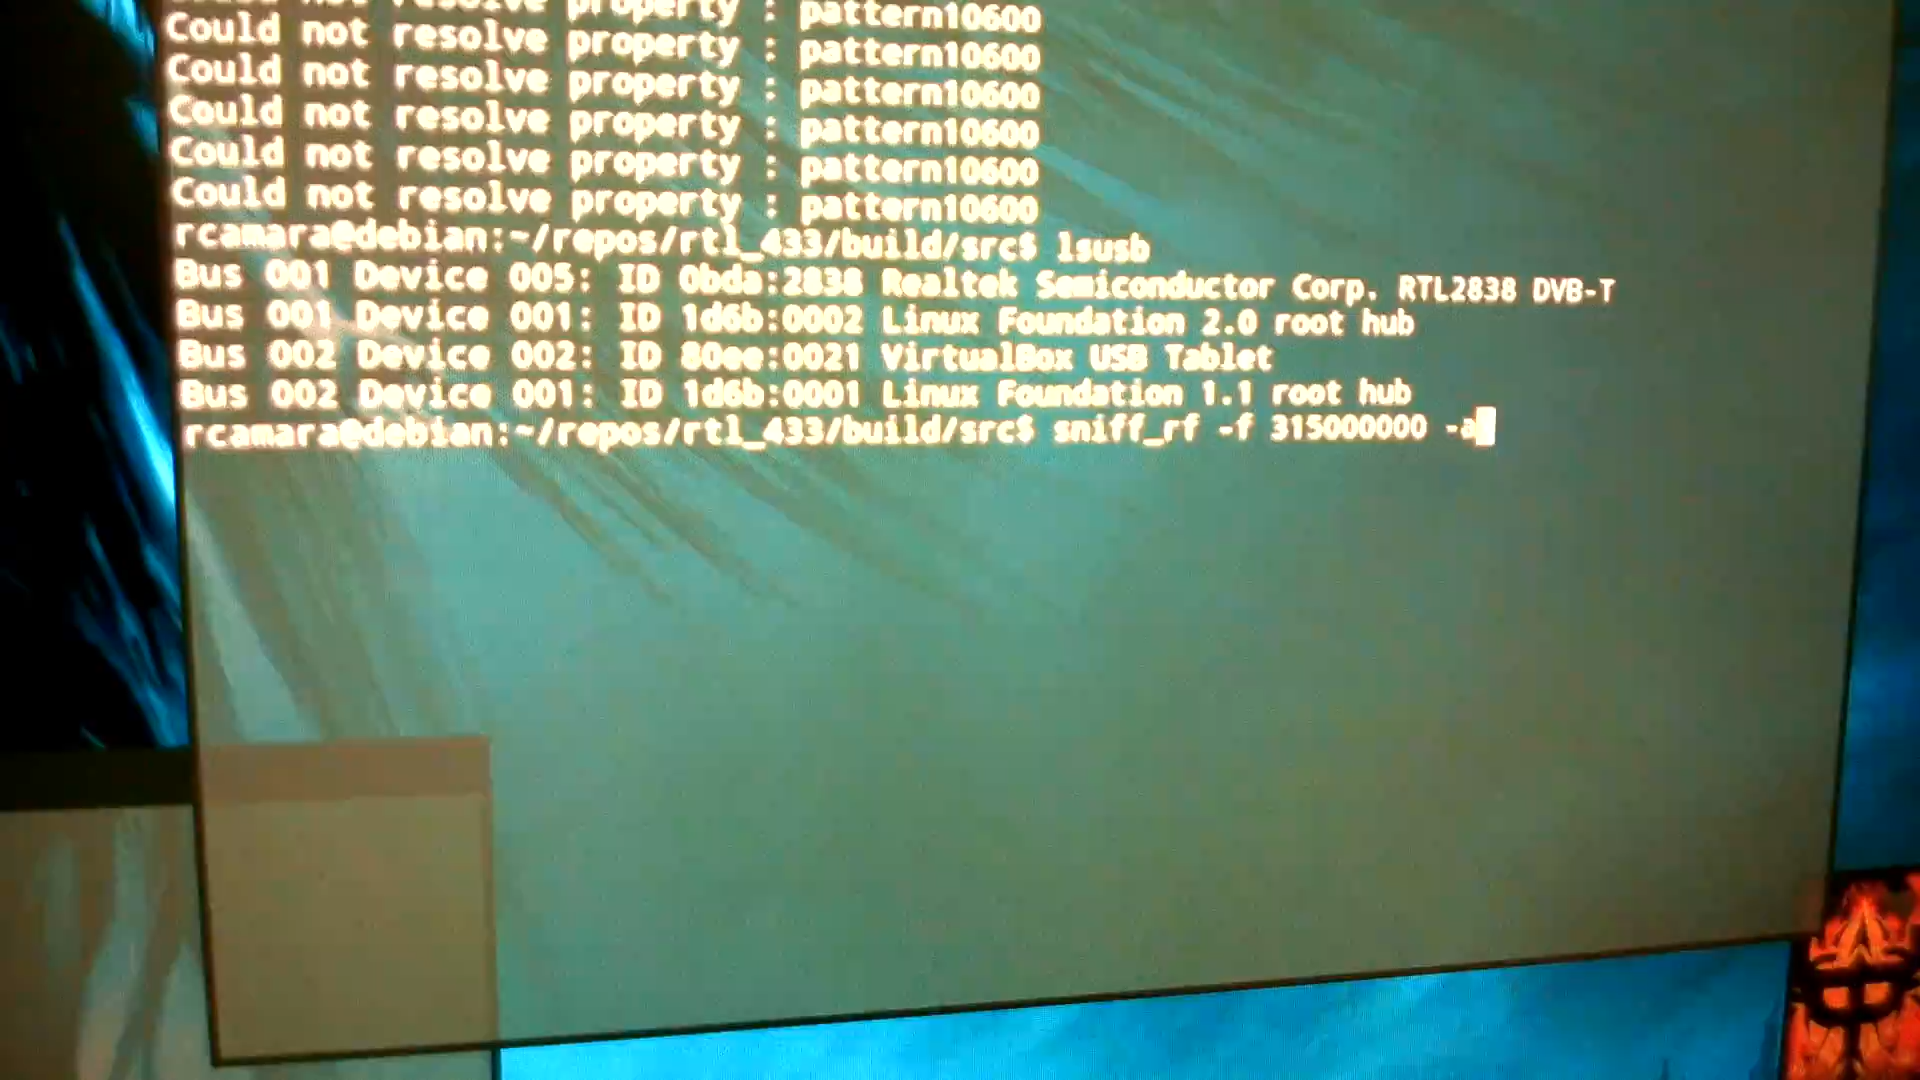 not resolve property : pattern10600
Could not resolve property : pattern10600
Could not resolve property : pattern10600
Could not resolve property : pattern10600
Could not resolve property : pattern10600
Could not resolve property : pattern10600
rcamara@debian:~/repos/rtl_433/build/src$ lsusb
Bus 001 Device 005: ID 0bda:2838 Realtek Semiconductor Corp. RTL2838 DVB-T
Bus 001 Device 001: ID 1d6b:0002 Linux Foundation 2.0 root hub
Bus 002 Device 002: ID 80ee:0021 VirtualBox USB Tablet
Bus 002 Device 001: ID 1d6b:0001 Linux Foundation 1.1 root hub
rcamara@debian:~/repos/rtl_433/build/src$ sniff_rf -f 315000000 -a